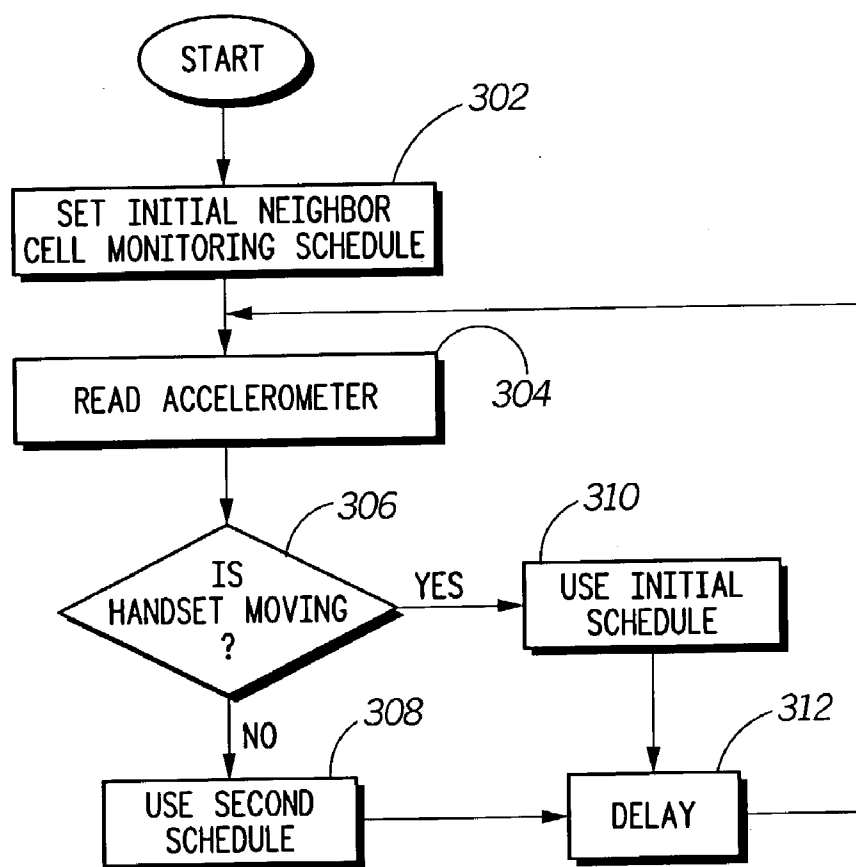 START
302
SET INITIAL NEIGHBOR
CELL MONITORING SCHEDULE
READ ACCELEROMETER
304
306
IS
HANDSET MOVING
?
YES
310
USE INITIAL
SCHEDULE
NO
308
USE SECOND
SCHEDULE
312
DELAY